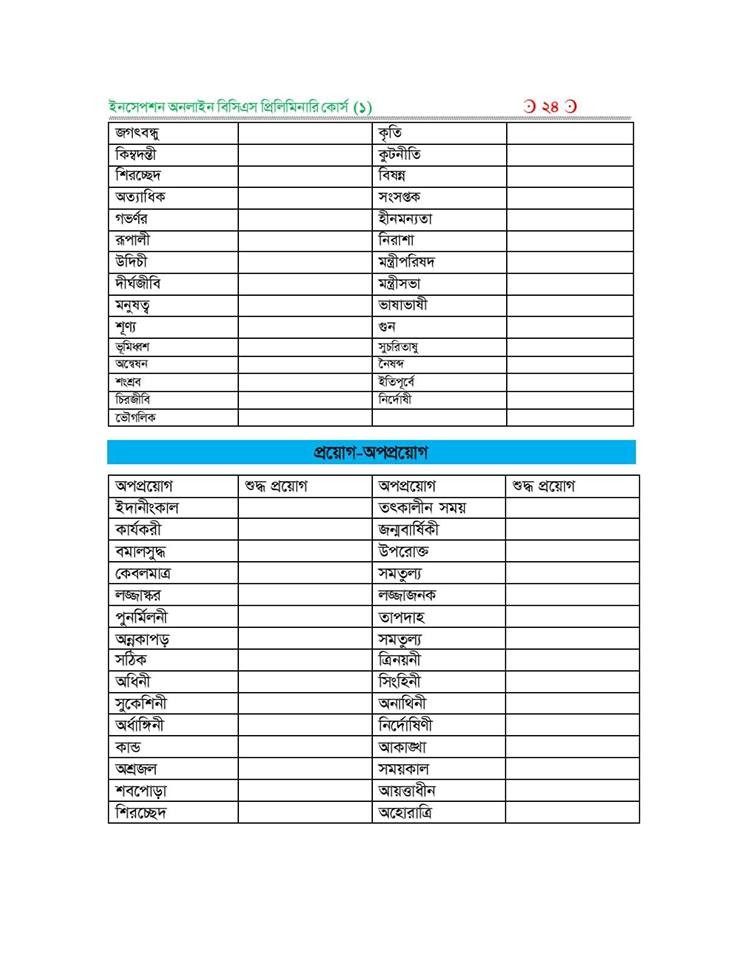 ইনসেপশন অনলাইন বিসিএস প্রিলিমিনারি কোর্স (১) ২৪
জগৎবন্ধু কৃতি
কিম্বদন্তী কুটনীতি
শিরচ্ছেদ বিষন্ন
অত্যাধিক সংসপ্তক
গভর্ণর হীনমন্যতা
রূপালী নিরাশা
উদিচী মন্ত্রীপরিষদ
দীর্ঘজীবি মন্ত্রীসভা
মনুষত্ব ভাষাভাষী
শূণ্য গুন
ভূমিধ্বশ সুচরিতাষু
অন্বেষন নৈষব্দ
শংশ্রব ইতিপূর্বে
চিরজীবি নির্দোষী
ভৌগলিক
প্রয়োগ-অপপ্রয়োগ
অপপ্রয়োগ শুদ্ধ প্রয়োগ অপপ্রয়োগ শুদ্ধ প্রয়োগ
ইদানীংকাল তৎকালীন সময়
কার্যকরী জন্মবার্ষিকী
বমালসুদ্ধ উপরোক্ত
কেবলমাত্র সমতুল্য
লজ্জাস্কর লজ্জাজনক
পুনর্মিলনী তাপদাহ
অন্নকাপড় সমতুল্য
সঠিক ত্রিনয়নী
অধিনী সিংহিনী
সুকেশিনী অনাথিনী
অর্ধাঙ্গিনী নির্দোষিণী
কান্ড আকাঙ্খা
অশ্রজল সময়কাল
শবপোড়া আয়ত্তাধীন
শিরচ্ছেদ অহোরাত্রি